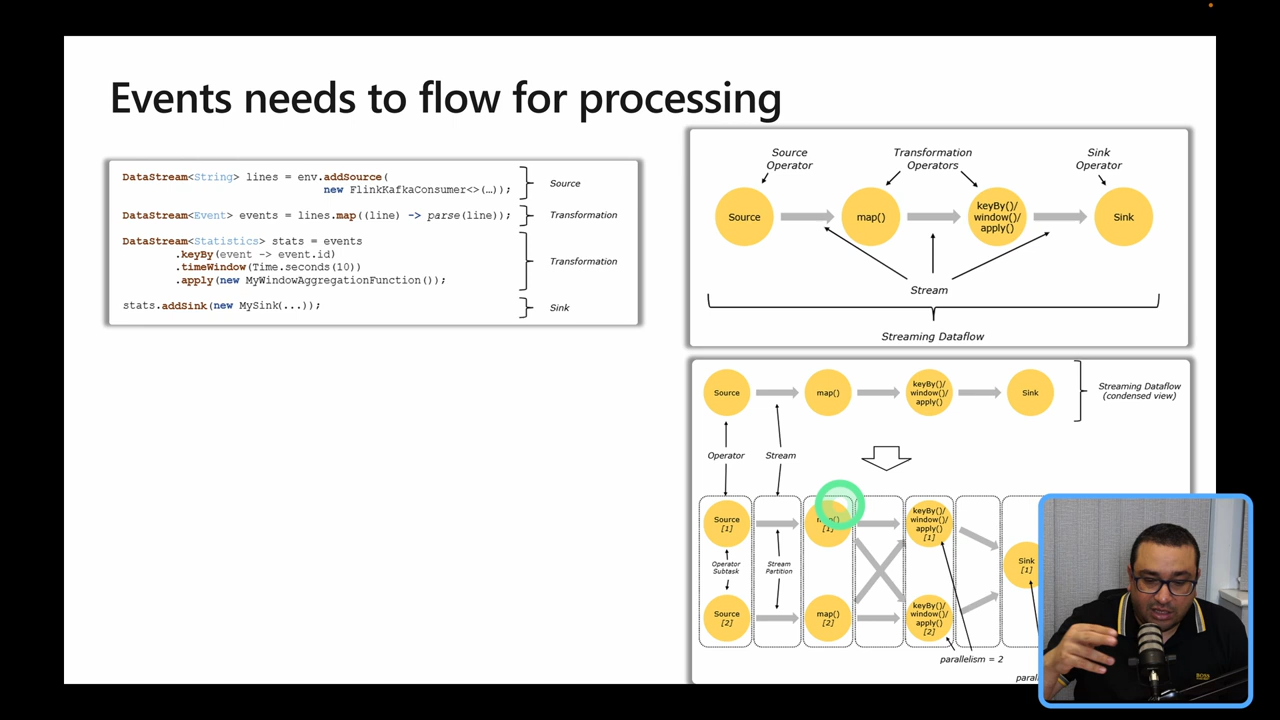 Events needs to flow for processing
DataStream<String> lines = env.addSource(
new FlinkKafkaConsumer<>(…));
Source
DataStream<Event> events = lines.map((line) -> parse(line));
Transformation
DataStream<Statistics> stats = events
.keyBy(event -> event.id)
.timeWindow(Time.seconds(10))
.apply(new MyWindowAggregationFunction());
Transformation
stats.addSink(new MySink(...));
Sink
Source
Operator
Transformation
Operators
Sink
Operator
Source
map()
keyBy()/
window()/
apply()
Sink
Stream
Streaming Dataflow
Source
map()
keyBy()/
window()/
apply()
Sink
Streaming Dataflow
(condensed view)
Operator
Stream
Source
[1]
map()
[1]
keyBy()/
window()/
apply()
[1]
Sink
[1]
Operator
Subtask
Stream
Partition
Source
[2]
map()
[2]
keyBy()/
window()/
apply()
[2]
parallelism = 2
BOSS